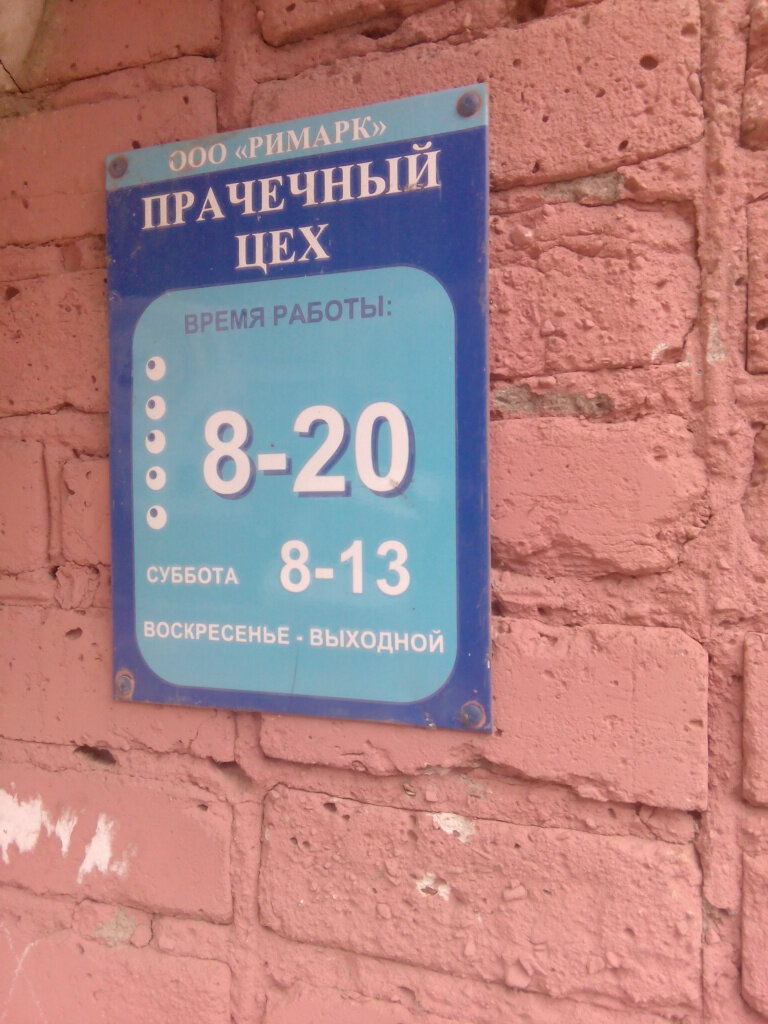 ООО «РИМАРК»
ПРАЧЕЧНЫЙ
ЦЕХ
ВРЕМЯ РАБОТЫ:
8-20
СУББОТА 8-13
ВОСКРЕСЕНЬЕ - ВЫХОДНОЙ